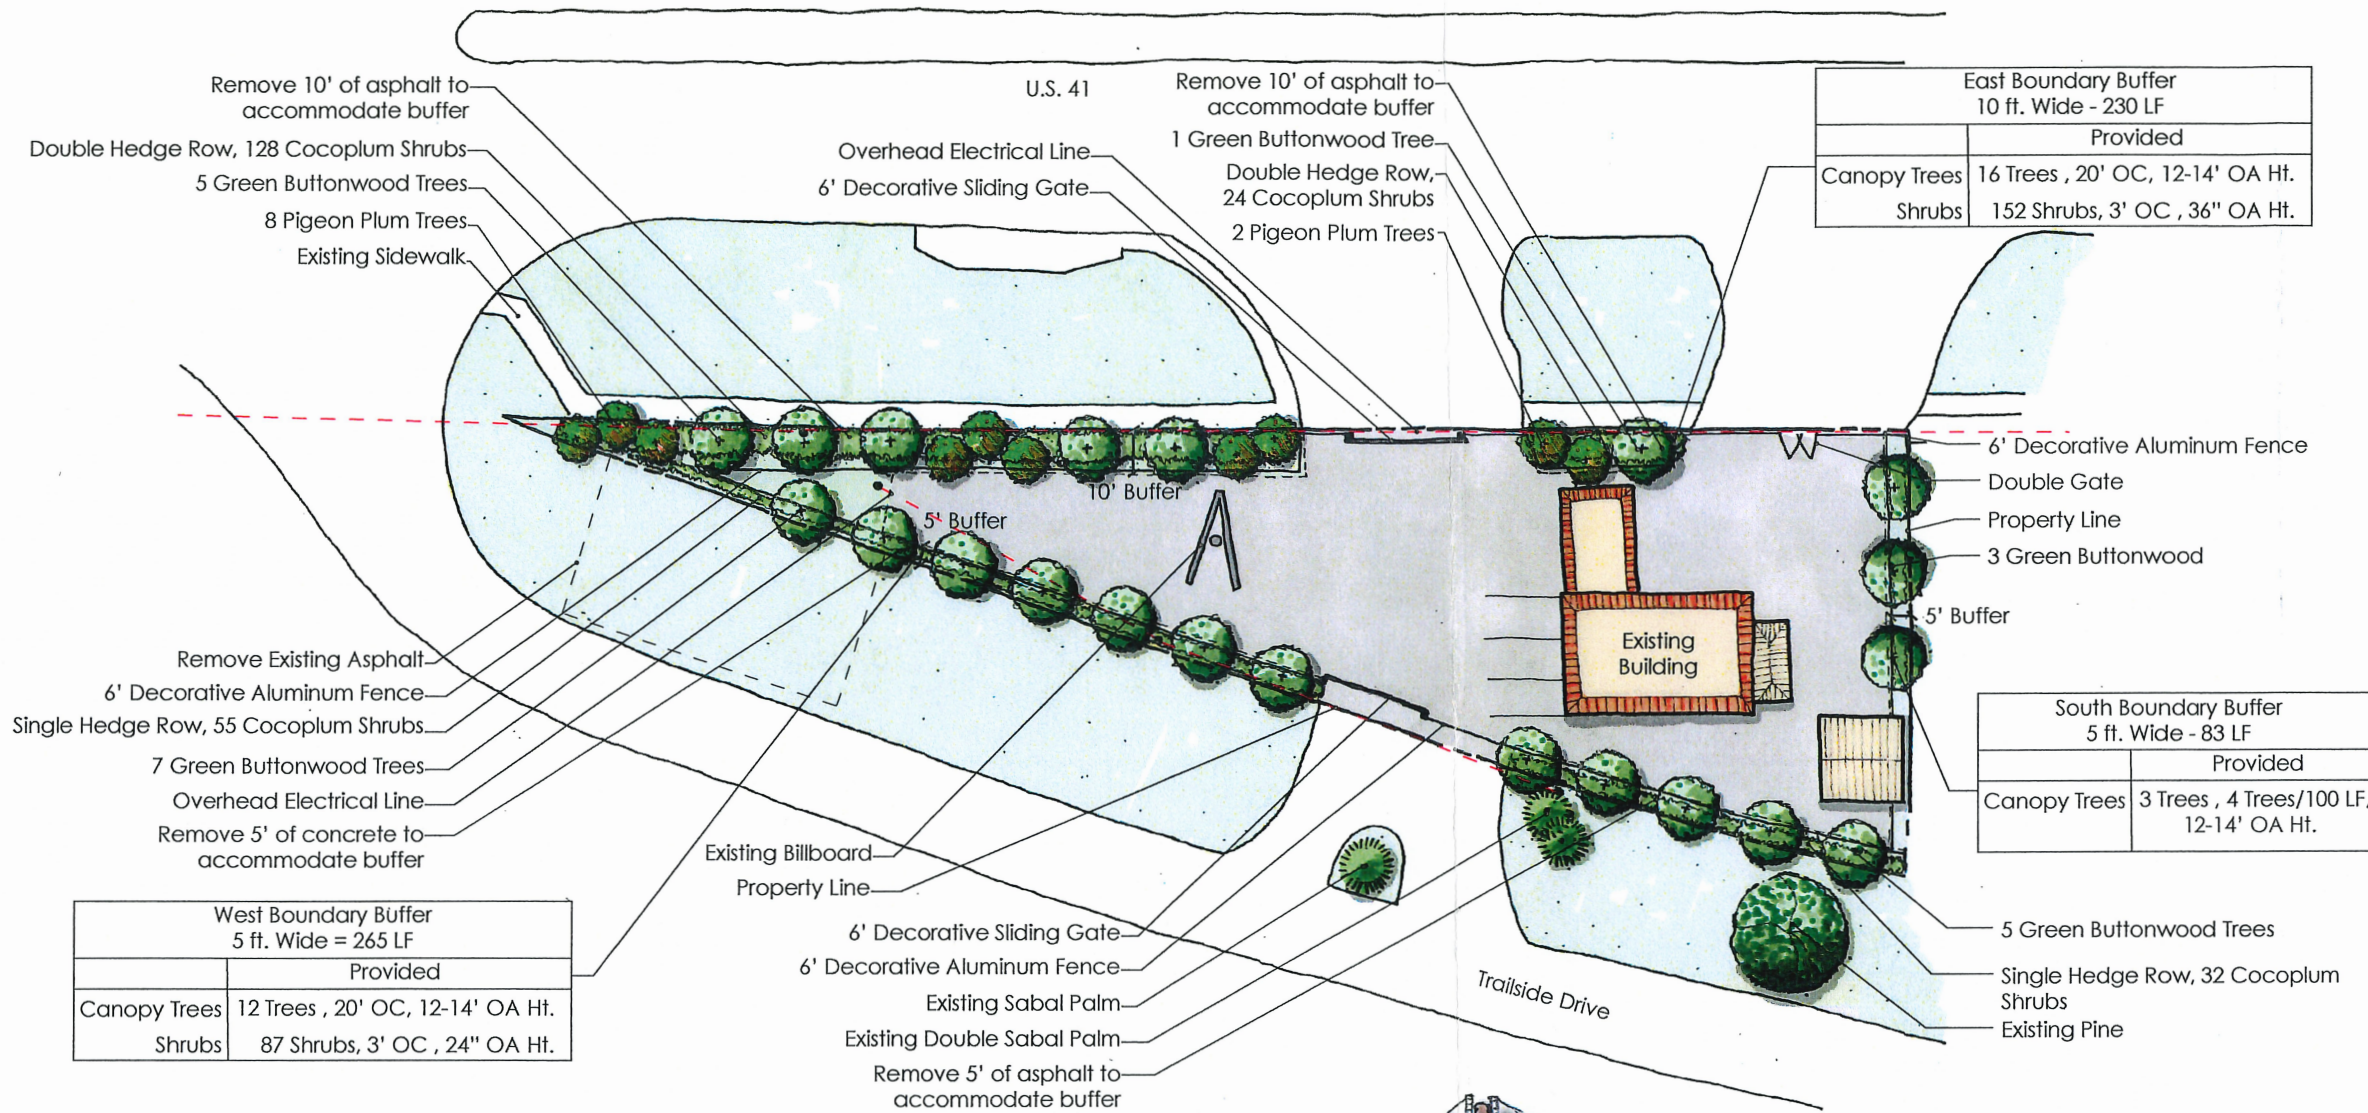 U.S. 41
Remove 10' of asphalt to
accommodate buffer
Double Hedge Row, 128 Cocoplum Shrubs
5 Green Buttonwood Trees
8 Pigeon Plum Trees
Existing Sidewalk
Overhead Electrical Line
6' Decorative Sliding Gate
Remove 10' of asphalt to
accommodate buffer
1 Green Buttonwood Tree
Double Hedge Row,
24 Cocoplum Shrubs
2 Pigeon Plum Trees
East Boundary Buffer
10 ft. Wide - 230 LF
Provided
Canopy Trees 16 Trees , 20' OC, 12-14' OA Ht.
Shrubs 152 Shrubs, 3' OC , 36" OA Ht.
10' Buffer
5' Buffer
Existing
Building
6' Decorative Aluminum Fence
Double Gate
Property Line
3 Green Buttonwood
5' Buffer
South Boundary Buffer
5 ft. Wide - 83 LF
Provided
Canopy Trees 3 Trees , 4 Trees/100 LF,
12-14' OA Ht.
Remove Existing Asphalt
6' Decorative Aluminum Fence
Single Hedge Row, 55 Cocoplum Shrubs
7 Green Buttonwood Trees
Overhead Electrical Line
Remove 5' of concrete to
accommodate buffer
West Boundary Buffer
5 ft. Wide = 265 LF
Provided
Canopy Trees 12 Trees , 20' OC, 12-14' OA Ht.
Shrubs 87 Shrubs, 3' OC , 24" OA Ht.
Existing Billboard
Property Line
6' Decorative Sliding Gate
6' Decorative Aluminum Fence
Existing Sabal Palm
Existing Double Sabal Palm
Remove 5' of asphalt to
accommodate buffer
Trailside Drive
5 Green Buttonwood Trees
Single Hedge Row, 32 Cocoplum
Shrubs
Existing Pine